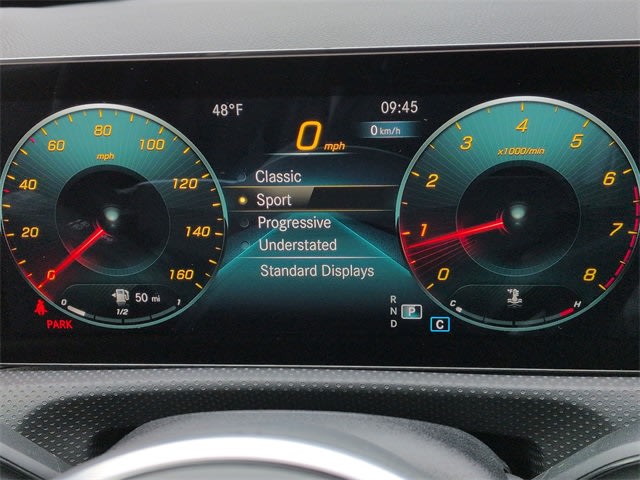 48°F
09:45
0 mph
0 km/h
Classic
Sport
Progressive
Understated
Standard Displays
0 20 40 60 80 100 120 140 160
mph
0 1/2 1
50 mi
PARK
0 1 2 3 4 5 6 7 8
x1000/min
C H
R
N P
D
C